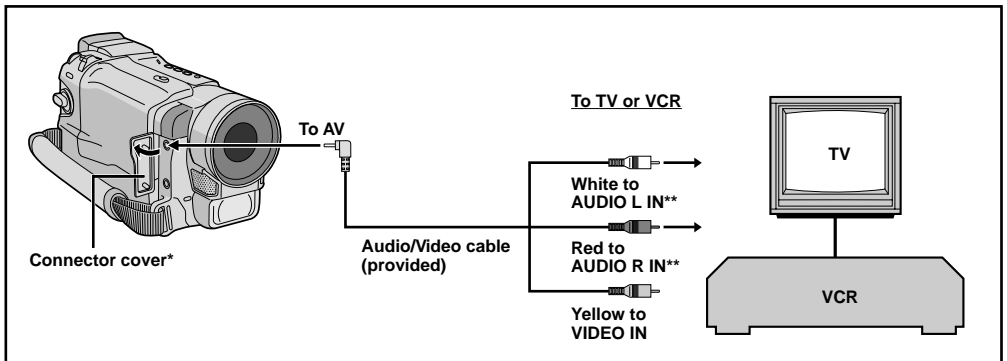 To TV or VCR
To AV
TV
White to
AUDIO L IN**
Connector cover*
Audio/Video cable
(provided)
Red to
AUDIO R IN**
VCR
Yellow to
VIDEO IN